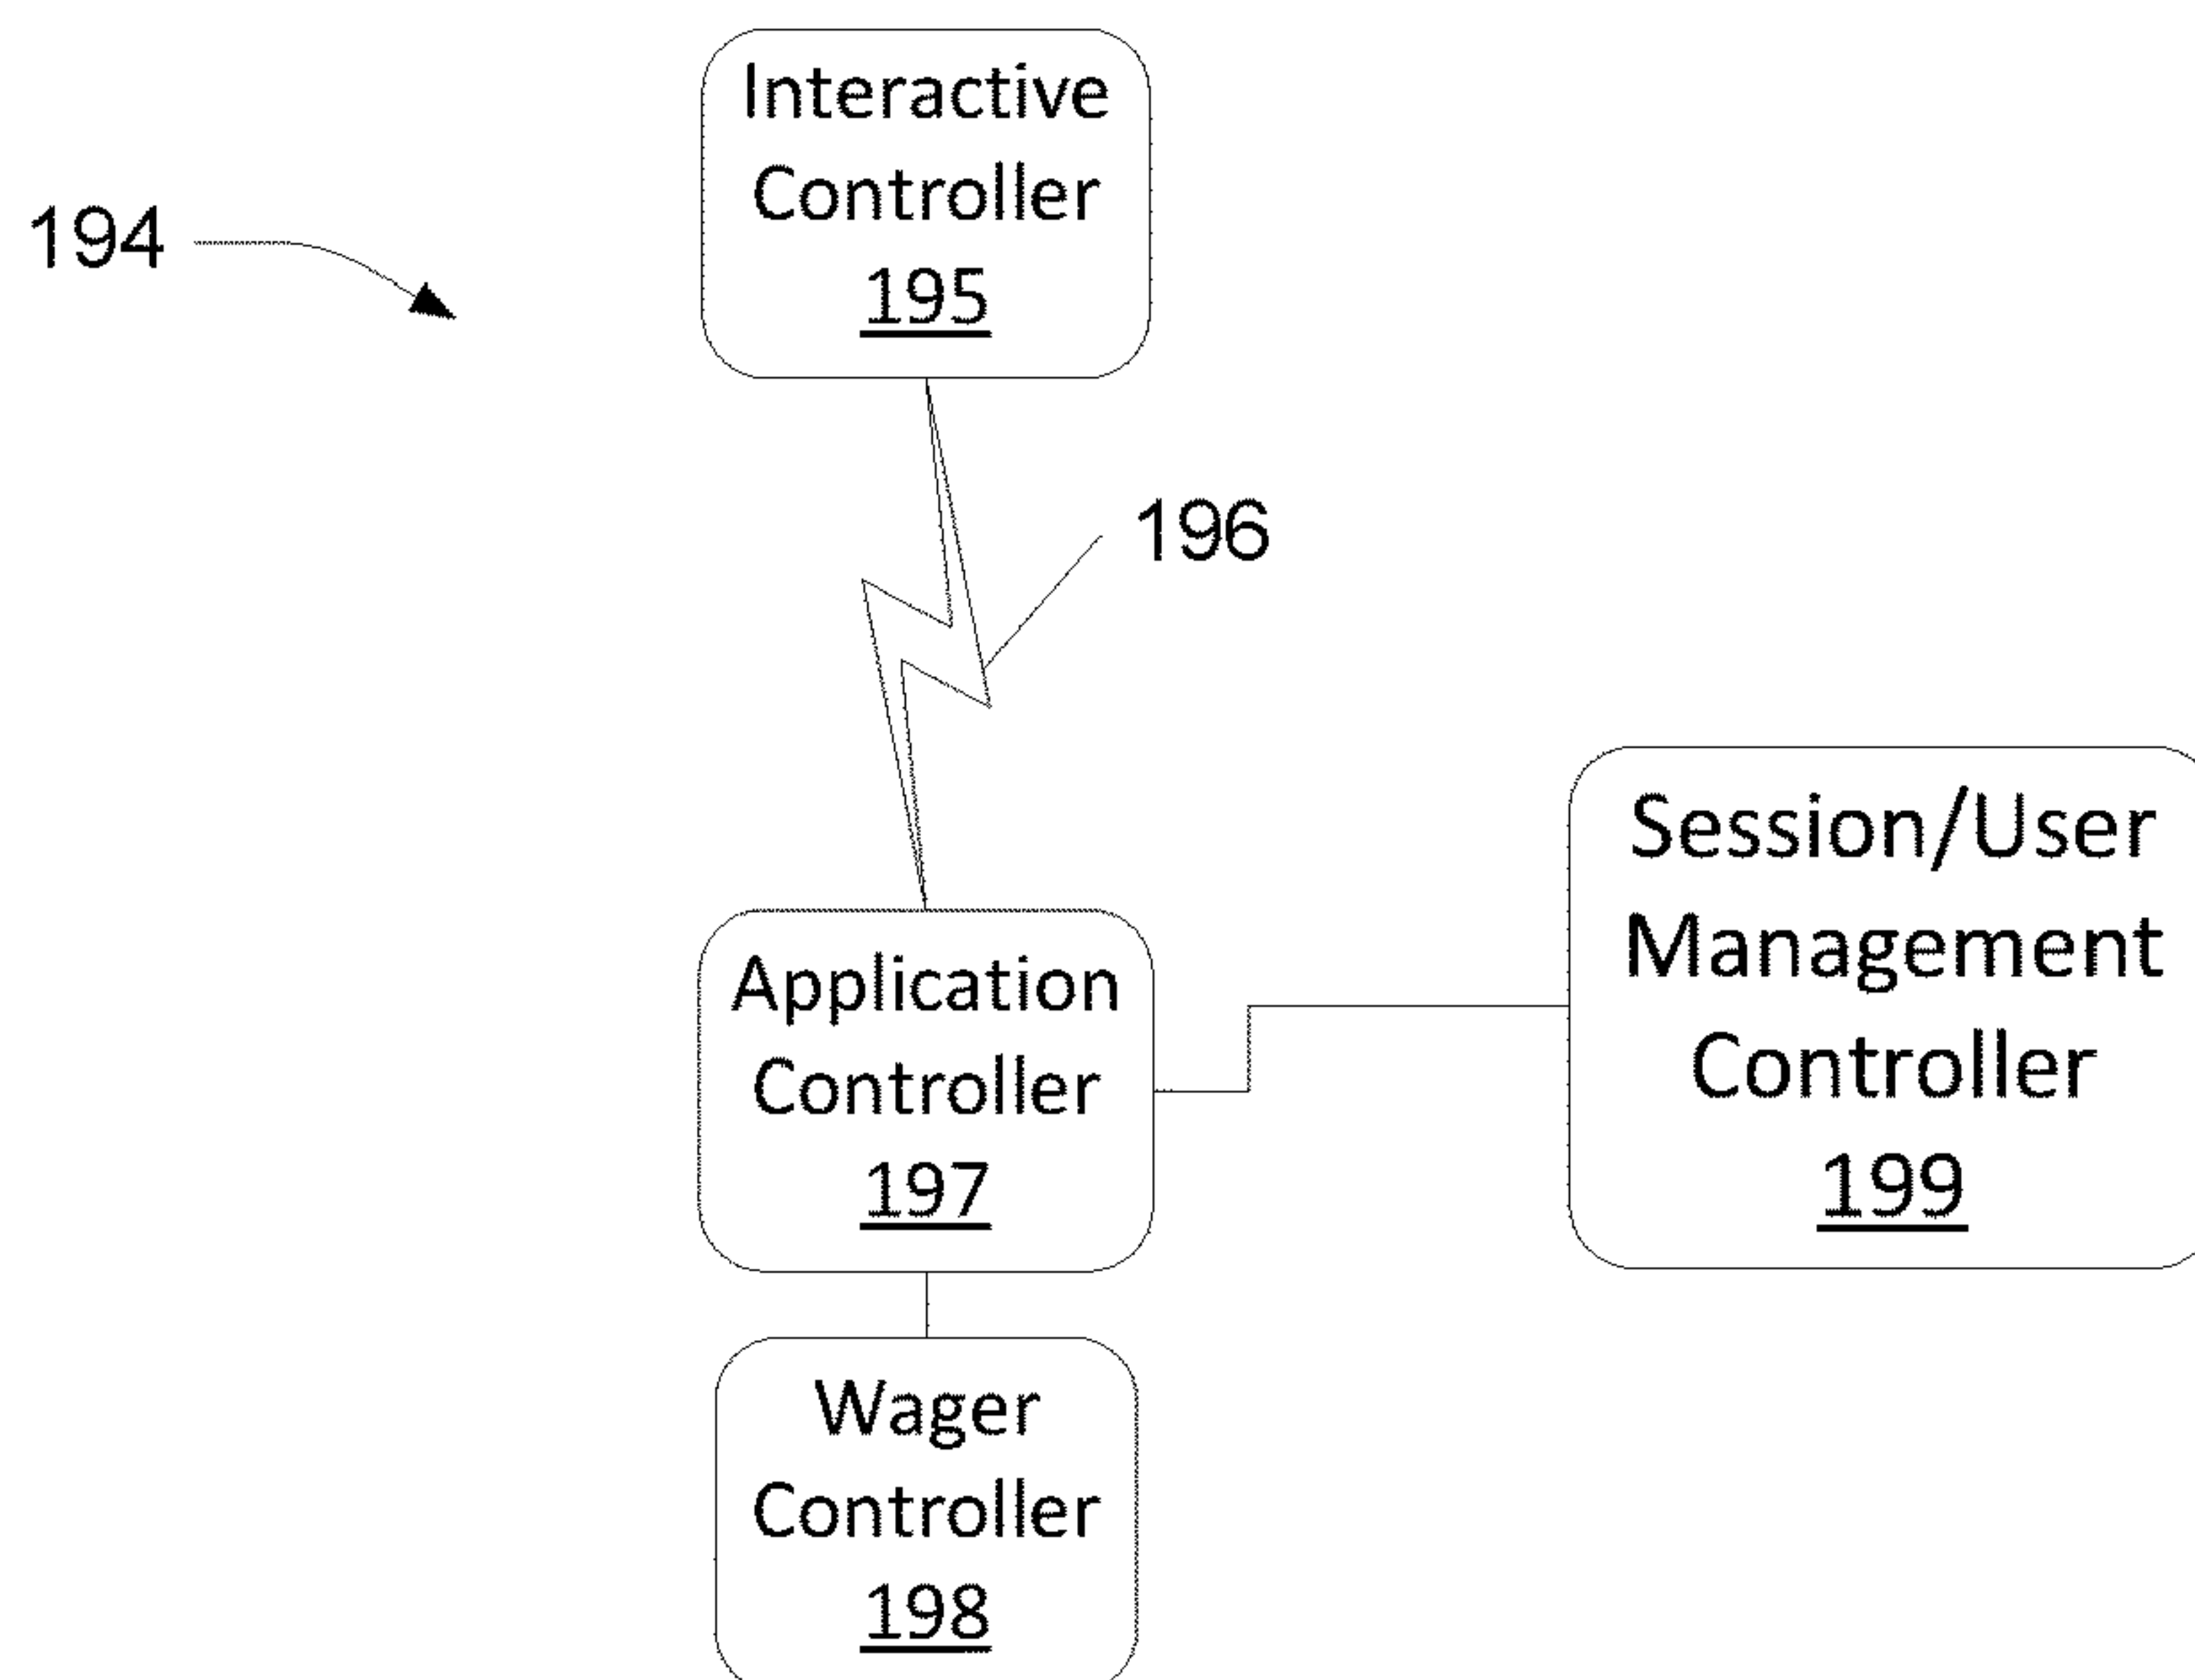 Interactive
Controller
195
194
196
Application
Controller
197
Session/User
Management
Controller
199
Wager
Controller
198